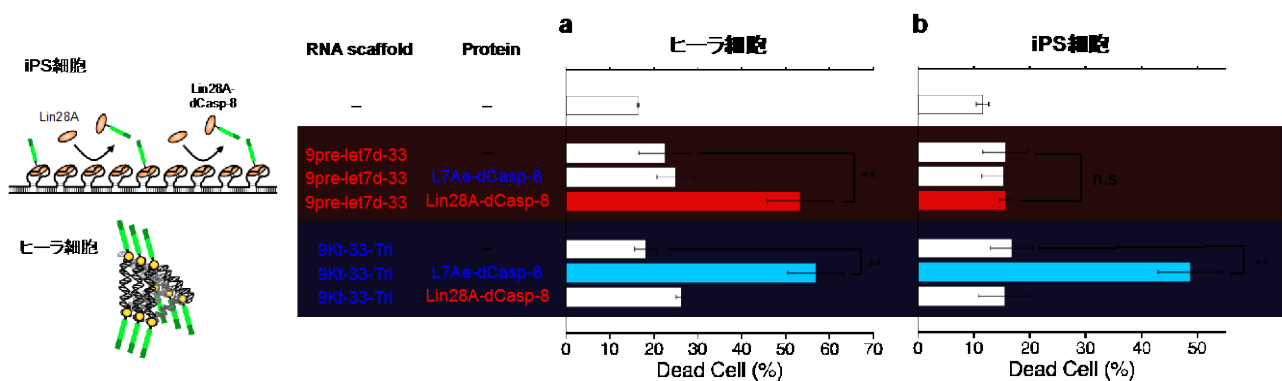 iPS細胞
Lin28A
Lin28A-
dCasp-8
ヒーラ細胞
RNA scaffold Protein
– –
9pre-let7d-33 –
9pre-let7d-33 L7Ae-dCasp-8
9pre-let7d-33 Lin28A-dCasp-8
9Kt-33-Tri –
9Kt-33-Tri L7Ae-dCasp-8
9Kt-33-Tri Lin28A-dCasp-8
a
ヒーラ細胞
**
**
0 10 20 30 40 50 60 70
Dead Cell (%)
b
iPS細胞
n.s.
**
0 10 20 30 40 50
Dead Cell (%)